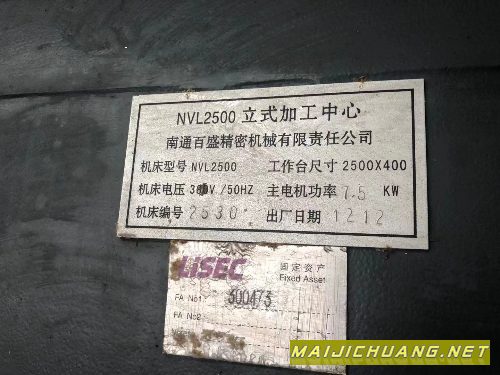 NVL2500 立式加工中心
南通百盛精密机械有限责任公司
机床型号 NVL2500 工作台尺寸 2500X400
机床电压 380V /50HZ 主电机功率 7.5 KW
机床编号 2530 出厂日期 1212
LISEC 固定资产
Fixed Asset
FA No1: 300473
FA No2:
MAIJICHUANG.NET